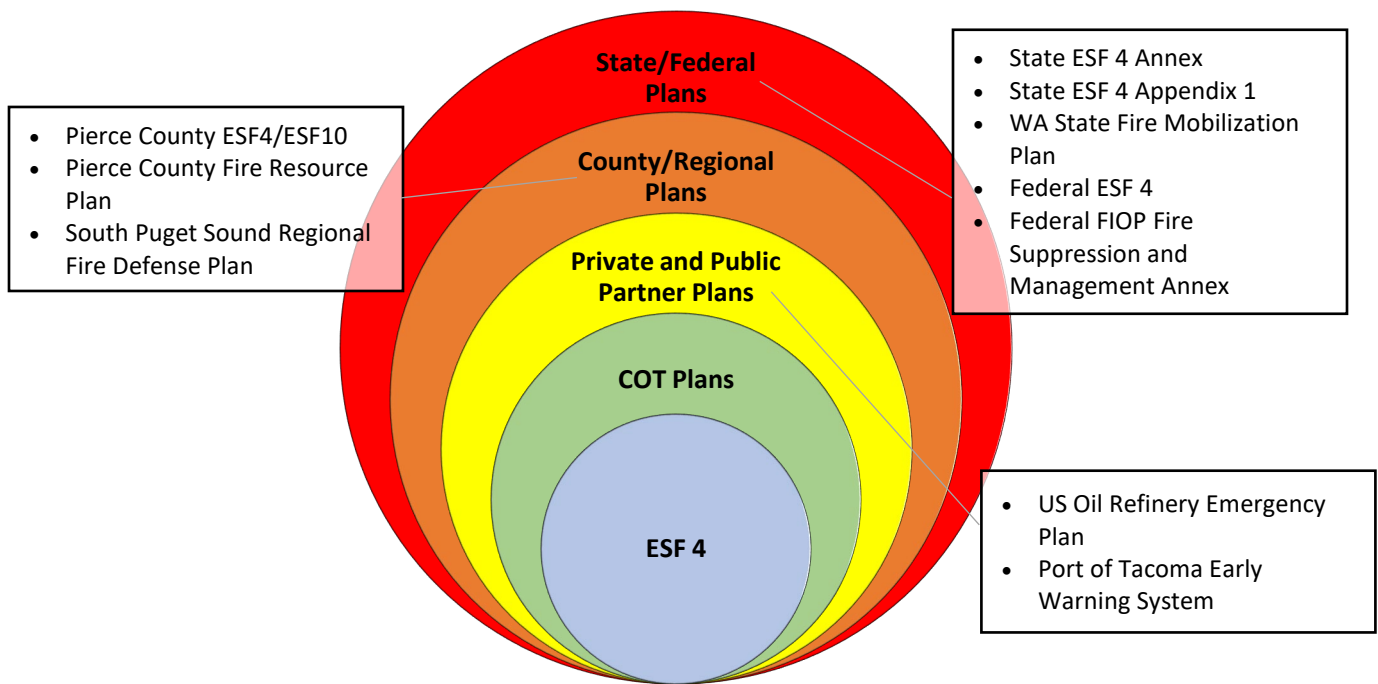 State/Federal
Plans
County/Regional
Plans
Private and Public
Partner Plans
COT Plans
ESF 4
• Pierce County ESF4/ESF10
• Pierce County Fire Resource
Plan
• South Puget Sound Regional
Fire Defense Plan
• State ESF 4 Annex
• State ESF 4 Appendix 1
• WA State Fire Mobilization
Plan
• Federal ESF 4
• Federal FIOP Fire
Suppression and
Management Annex
• US Oil Refinery Emergency
Plan
• Port of Tacoma Early
Warning System